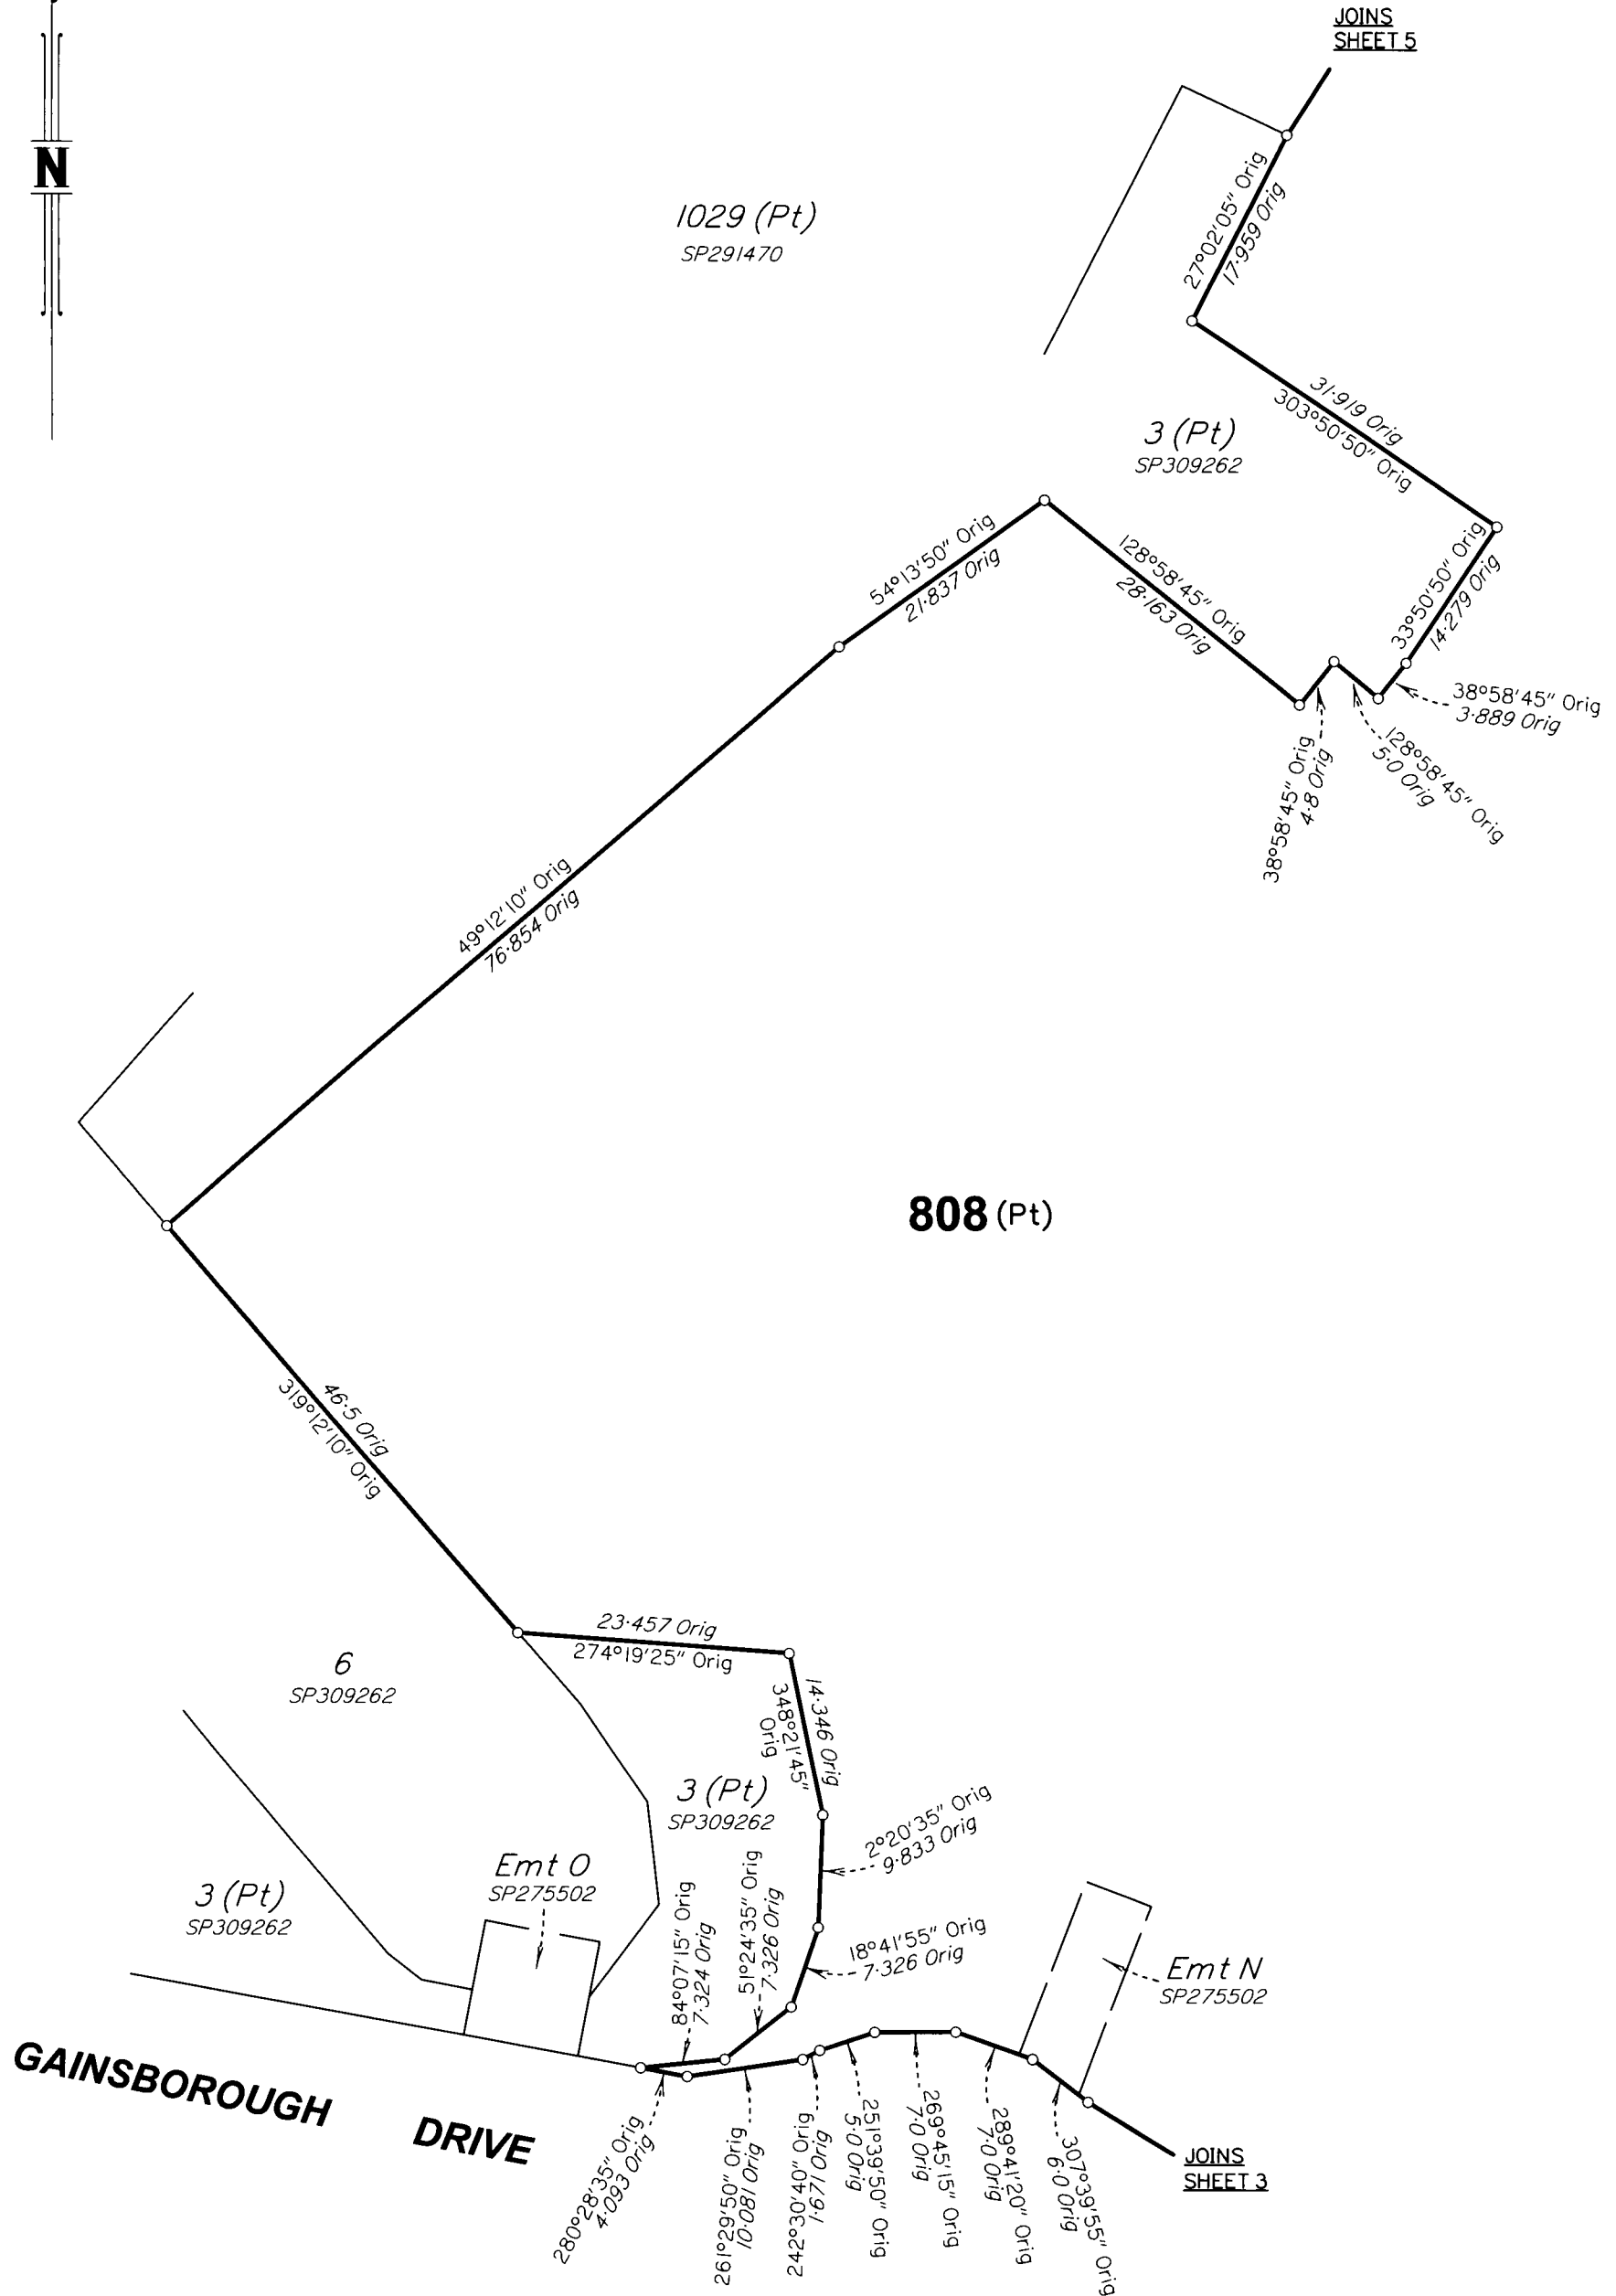 JOINS
SHEET 5
N
1029 (Pt)
SP291470
27°02'05" Orig
17·959 Orig
31·919 Orig
303°50'50" Orig
3 (Pt)
SP309262
54°13'50" Orig
21·837 Orig
128°58'45" Orig
28·163 Orig
33°50'50" Orig
14·279 Orig
38°58'45" Orig
3·889 Orig
128°58'45" Orig
5·0 Orig
38°58'45" Orig
4·8 Orig
49°12'10" Orig
76·854 Orig
808 (Pt)
46·5 Orig
319°12'10" Orig
23·457 Orig
274°19'25" Orig
6
SP309262
14·346 Orig
348°21'45"
Orig
3 (Pt)
SP309262
2°20'35" Orig
9·833 Orig
Emt O
SP275502
3 (Pt)
SP309262
84°07'15" Orig
7·324 Orig
51°24'35" Orig
7·326 Orig
18°41'55" Orig
7·326 Orig
Emt N
SP275502
GAINSBOROUGH DRIVE
280°28'35" Orig
4·093 Orig
261°29'50" Orig
10·081 Orig
242°30'40" Orig
1·671 Orig
251°39'50" Orig
5·0 Orig
269°45'15" Orig
7·0 Orig
289°41'20" Orig
7·0 Orig
307°39'55" Orig
6·0 Orig
JOINS
SHEET 3